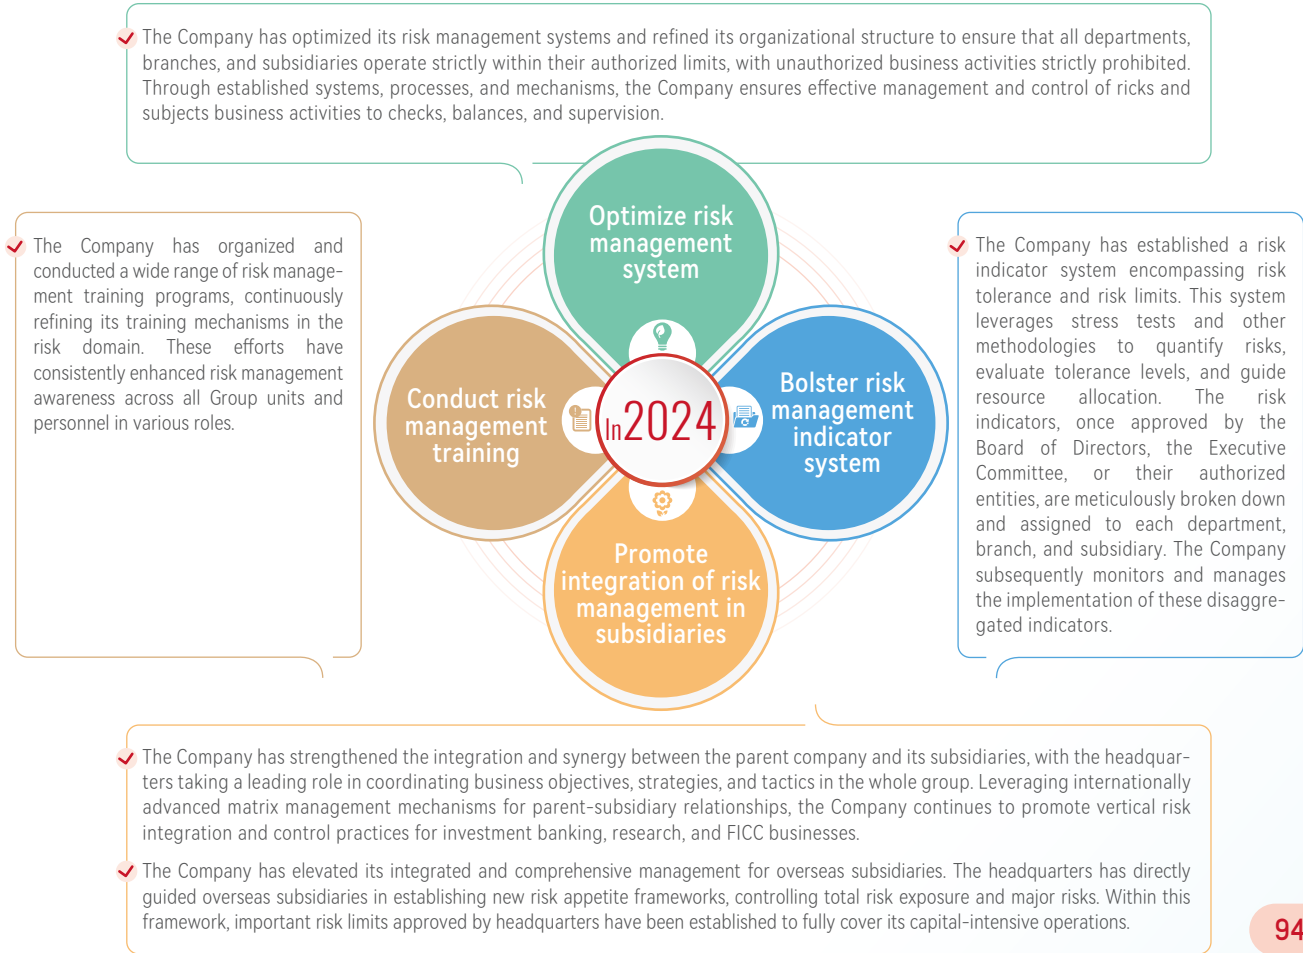 The Company has optimized its risk management systems and refined its organizational structure to ensure that all departments,
branches, and subsidiaries operate strictly within their authorized limits, with unauthorized business activities strictly prohibited.
Through established systems, processes, and mechanisms, the Company ensures effective management and control of ricks and
subjects business activities to checks, balances, and supervision.
Optimize risk
management
system
The Company has organized and
conducted a wide range of risk manage-
ment training programs, continuously
refining its training mechanisms in the
risk domain. These efforts have
consistently enhanced risk management
awareness across all Group units and
personnel in various roles.
Conduct risk
management
training
In 2024
Bolster risk
management
indicator
system
The Company has established a risk
indicator system encompassing risk
tolerance and risk limits. This system
leverages stress tests and other
methodologies to quantify risks,
evaluate tolerance levels, and guide
resource allocation. The risk
indicators, once approved by the
Board of Directors, the Executive
Committee, or their authorized
entities, are meticulously broken down
and assigned to each department,
branch, and subsidiary. The Company
subsequently monitors and manages
the implementation of these disaggre-
gated indicators.
Promote
integration of risk
management in
subsidiaries
The Company has strengthened the integration and synergy between the parent company and its subsidiaries, with the headquar-
ters taking a leading role in coordinating business objectives, strategies, and tactics in the whole group. Leveraging internationally
advanced matrix management mechanisms for parent-subsidiary relationships, the Company continues to promote vertical risk
integration and control practices for investment banking, research, and FICC businesses.
The Company has elevated its integrated and comprehensive management for overseas subsidiaries. The headquarters has directly
guided overseas subsidiaries in establishing new risk appetite frameworks, controlling total risk exposure and major risks. Within this
framework, important risk limits approved by headquarters have been established to fully cover its capital-intensive operations.
94